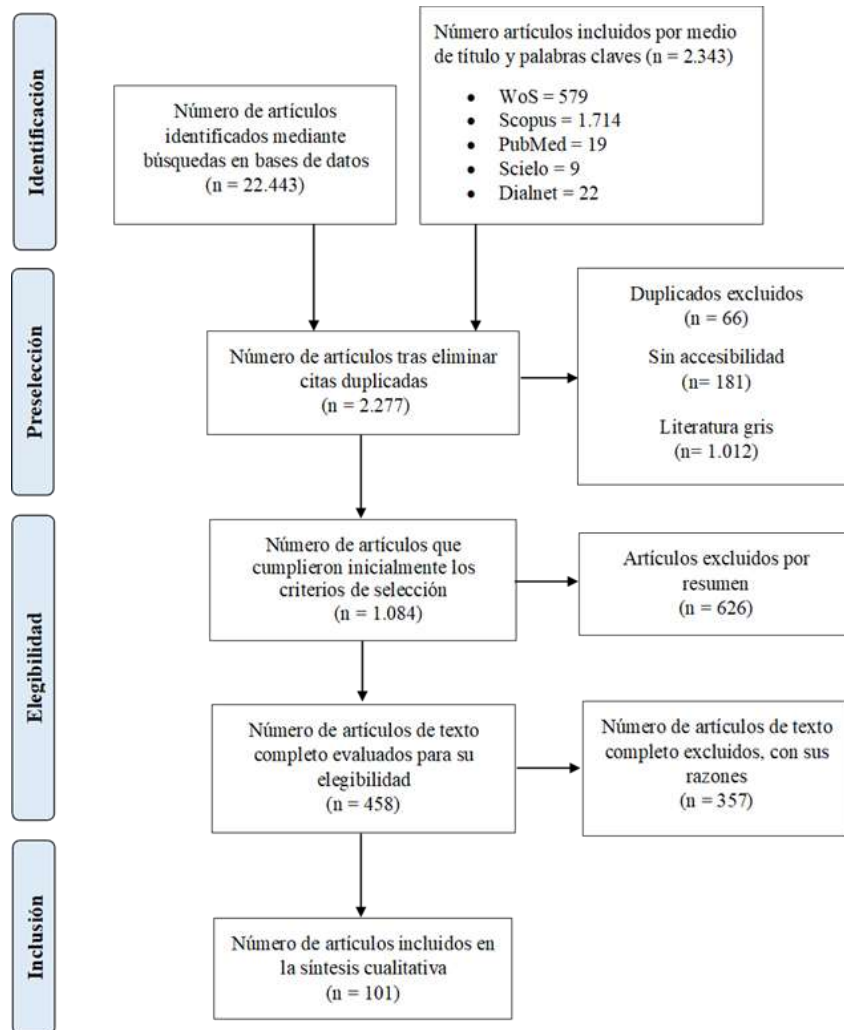 Identificación
Número de artículos
identificados mediante
búsquedas en bases de datos
(n = 22.443)
Número artículos incluidos por medio
de título y palabras claves (n = 2.343)
• WoS = 579
• Scopus = 1.714
• PubMed = 19
• Scielo = 9
• Dialnet = 22
Preselección
Número de artículos tras eliminar
citas duplicadas
(n = 2.277)
Duplicados excluidos
(n = 66)
Sin accesibilidad
(n= 181)
Literatura gris
(n= 1.012)
Elegibilidad
Número de artículos que
cumplieron inicialmente los
criterios de selección
(n = 1.084)
Artículos excluidos por
resumen
(n = 626)
Número de artículos de texto
completo evaluados para su
elegibilidad
(n = 458)
Número de artículos de texto
completo excluidos, con sus
razones
(n = 357)
Inclusión
Número de artículos incluidos en
la síntesis cualitativa
(n = 101)